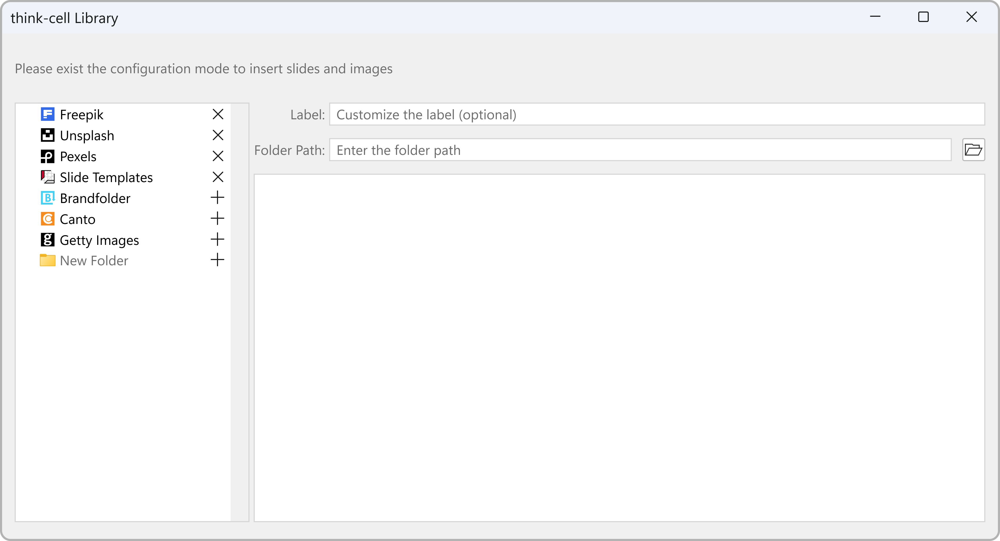 think-cell Library
Please exist the configuration mode to insert slides and images
Freepik
Unsplash
Pexels
Slide Templates
Brandfolder
Canto
Getty Images
New Folder
Label: Customize the label (optional)
Folder Path: Enter the folder path